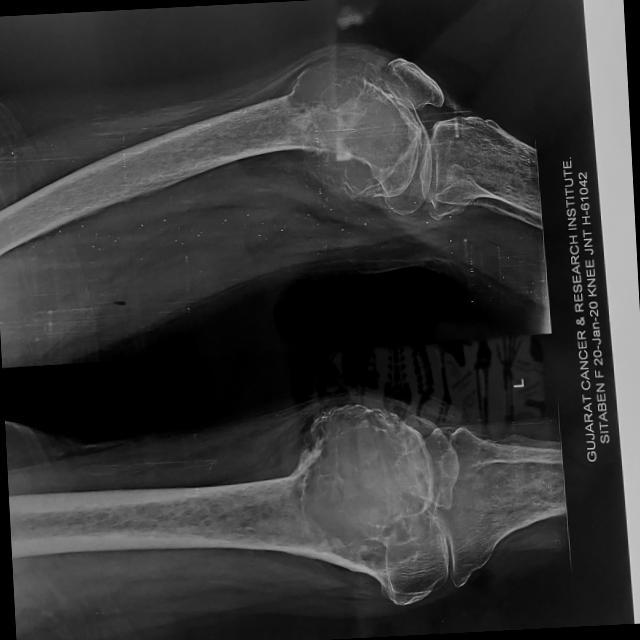 GUJARAT CANCER & RESEARCH INSTITUTE.
SITABEN F 20-Jan-20 KNEE JNT H-61042
L